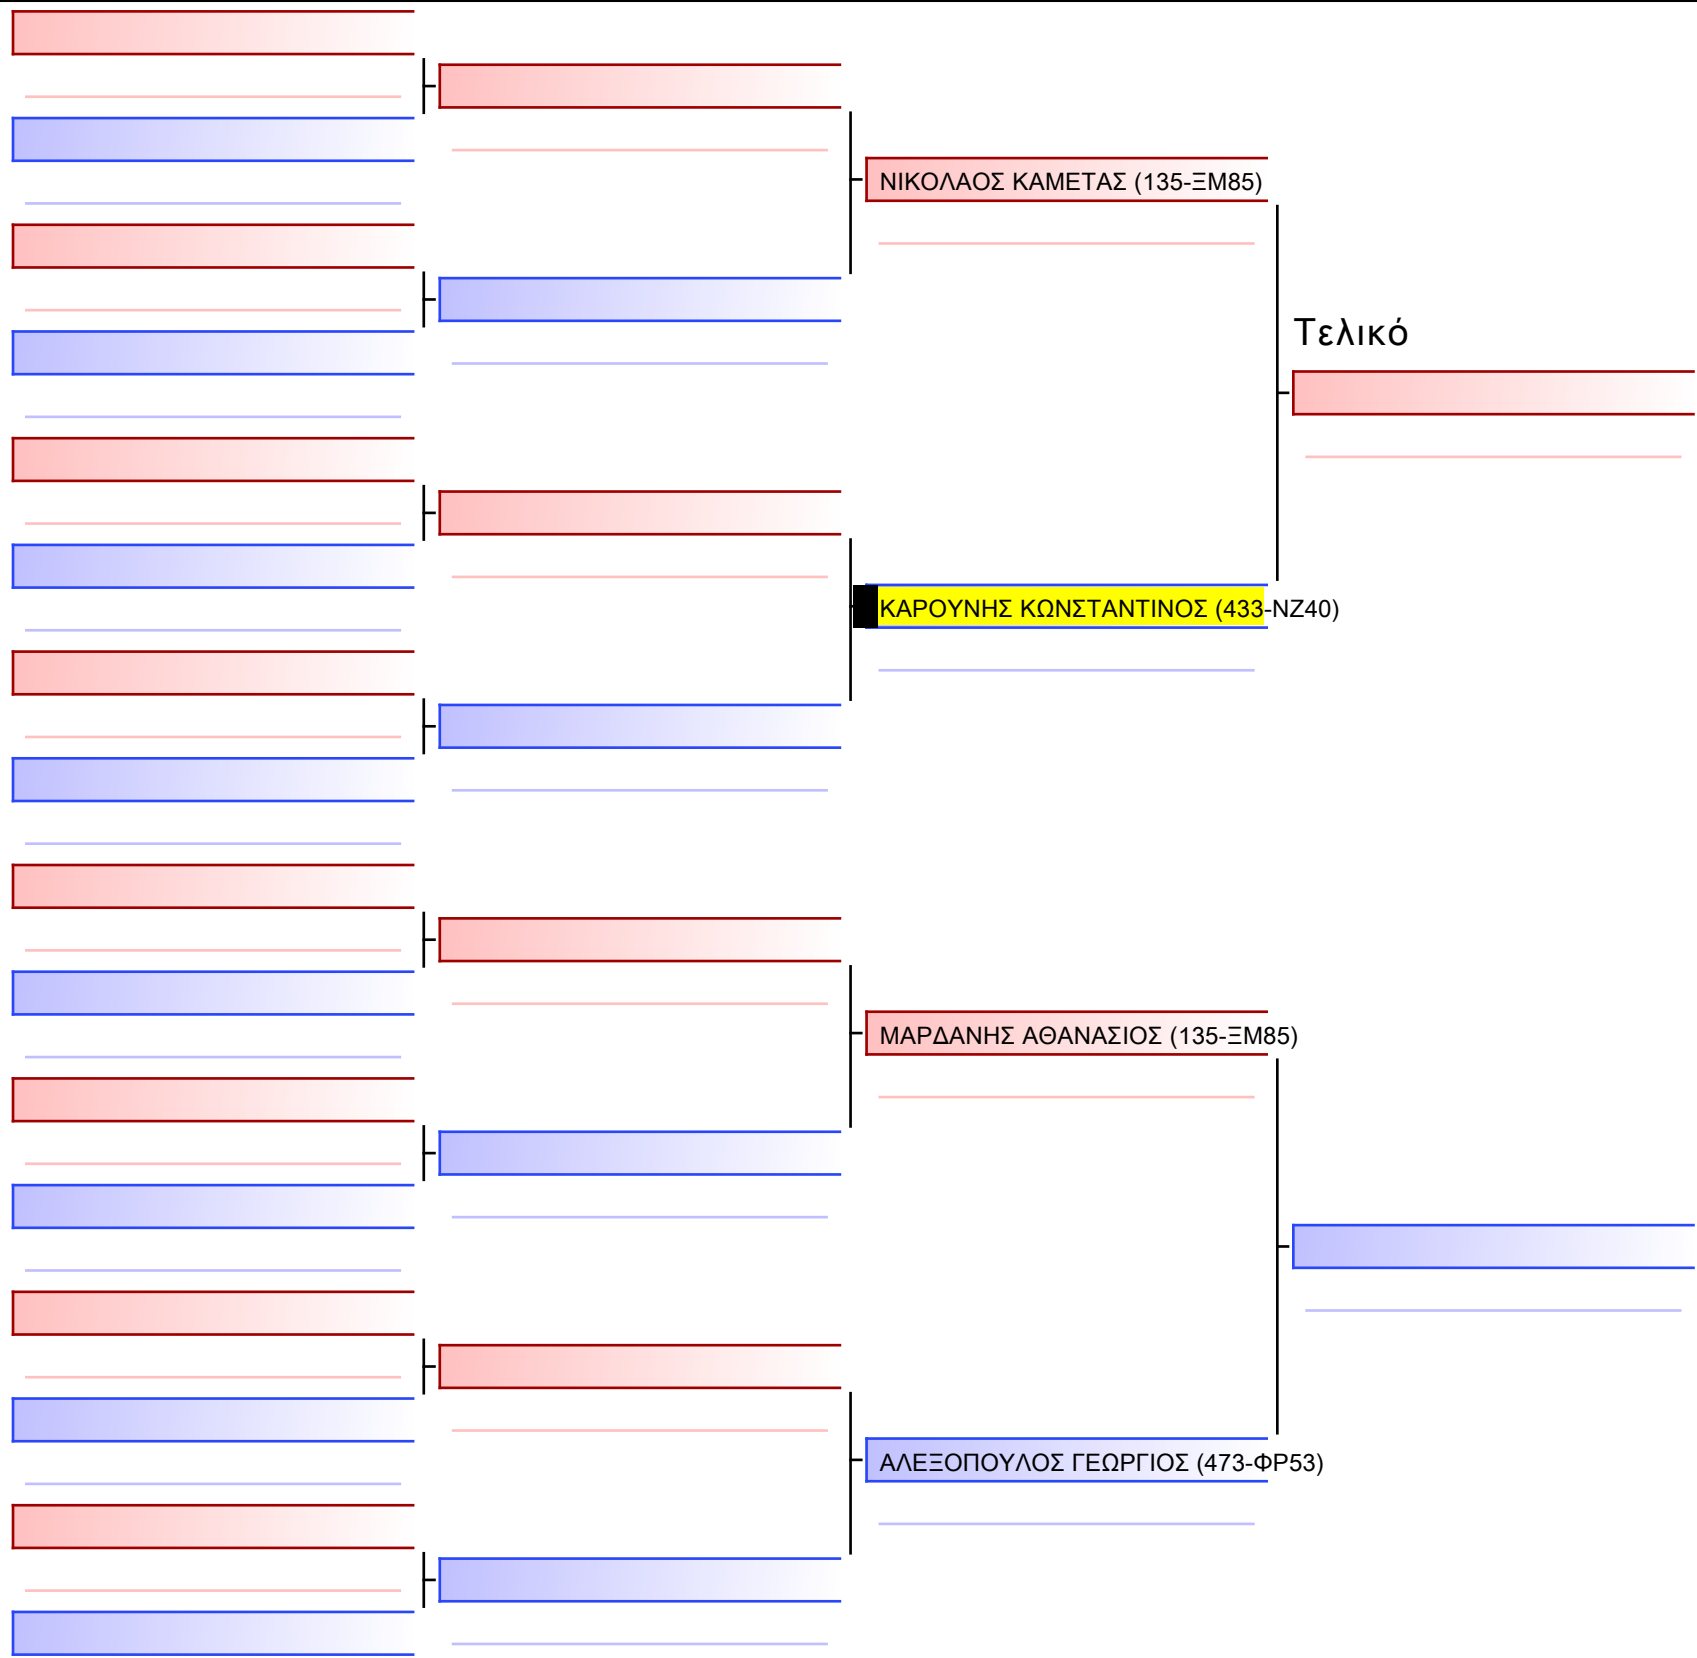 ΝΙΚΟΛΑΟΣ ΚΑΜΕΤΑΣ (135-ΞΜ85)
Τελικό
ΚΑΡΟΥΝΗΣ ΚΩΝΣΤΑΝΤΙΝΟΣ (433-ΝΖ40)
ΜΑΡΔΑΝΗΣ ΑΘΑΝΑΣΙΟΣ (135-ΞΜ85)
ΑΛΕΞΟΠΟΥΛΟΣ ΓΕΩΡΓΙΟΣ (473-ΦΡ53)